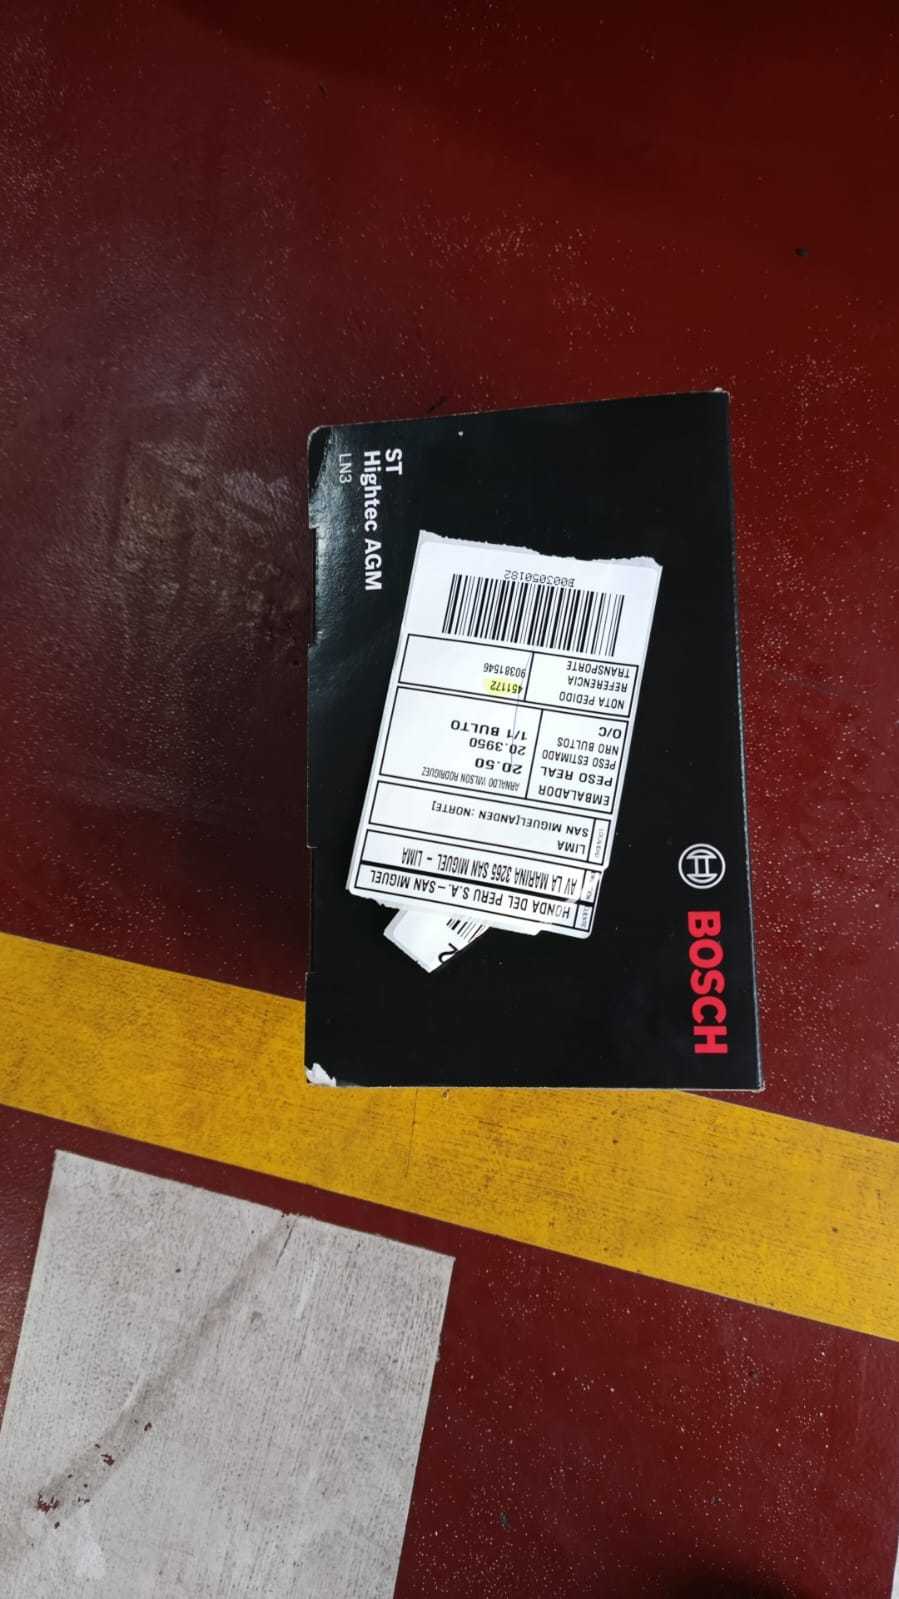 ST
Hightec AGM
LN3
BOSCH
HONDA DEL PERU S.A. - SAN MIGUEL
AV LA MARINA 3265 SAN MIGUEL - LIMA
LIMA
SAN MIGUEL[ANDEN :NORTE]
EMBALADOR ARNALDO WILSON RODRIGUEZ
PESO REAL 20.50
PESO ESTIMADO 20.3950
NRO BULTOS 1/1 BULTO
O/C
NOTA PEDIDO 451172
REFERENCIA 90381546
TRANSPORTE
B003050182
2